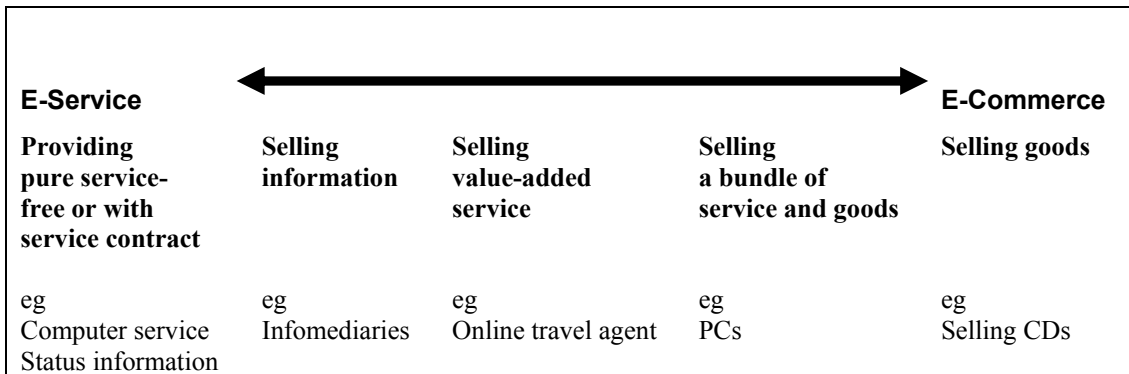 E-Service
E-Commerce
Providing
pure service-
free or with
service contract
Selling
information
Selling
value-added
service
Selling
a bundle of
service and goods
Selling goods
eg
Computer service
Status information
eg
Infomediaries
eg
Online travel agent
eg
PCs
eg
Selling CDs